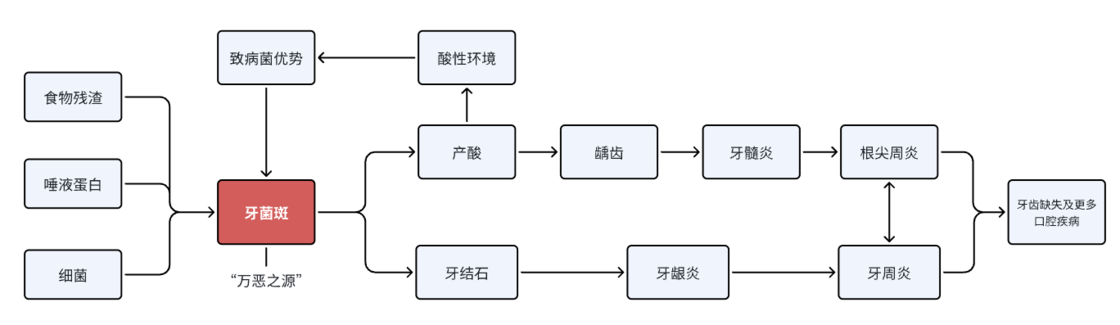 致病菌优势
酸性环境
食物残渣
唾液蛋白
细菌
牙菌斑
“万恶之源”
产酸
龋齿
牙髓炎
根尖周炎
牙结石
牙龈炎
牙周炎
牙齿缺失及更多
口腔疾病